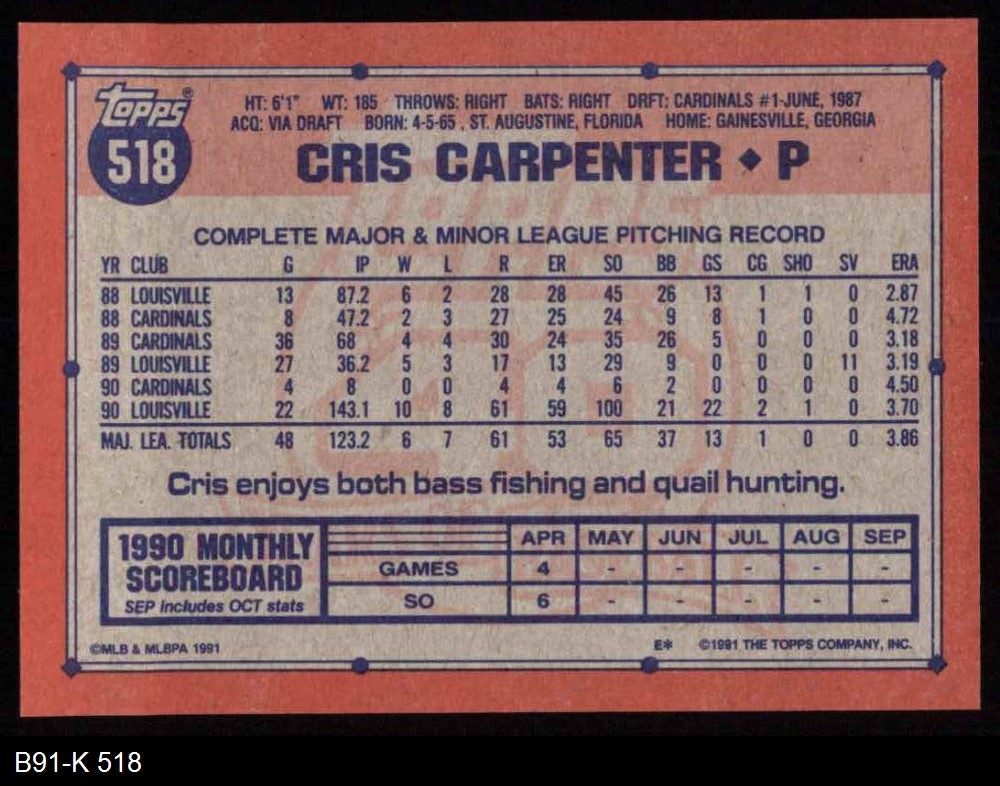 TOPPS®
518
HT: 6'1" WT: 185 THROWS: RIGHT BATS: RIGHT DRFT: CARDINALS #1-JUNE, 1987
ACQ: VIA DRAFT BORN: 4-5-65 , ST. AUGUSTINE, FLORIDA HOME: GAINESVILLE, GEORGIA
CRIS CARPENTER ◆ P
COMPLETE MAJOR & MINOR LEAGUE PITCHING RECORD
YR CLUB G IP W L R ER SO BB GS CG SHO SV ERA
88 LOUISVILLE 13 87.2 6 2 28 28 45 26 13 1 1 0 2.87
88 CARDINALS 8 47.2 2 3 27 25 24 9 8 1 0 0 4.72
89 CARDINALS 36 68 4 4 30 24 35 26 5 0 0 0 3.18
89 LOUISVILLE 27 36.2 5 3 17 13 29 9 0 0 0 11 3.19
90 CARDINALS 4 8 0 0 4 4 6 2 0 0 0 0 4.50
90 LOUISVILLE 22 143.1 10 8 61 59 100 21 22 2 1 0 3.70
MAJ. LEA. TOTALS 48 123.2 6 7 61 53 65 37 13 1 0 0 3.86
Cris enjoys both bass fishing and quail hunting.
1990 MONTHLY
SCOREBOARD
SEP includes OCT stats
APR MAY JUN JUL AUG SEP
GAMES 4 - - - - -
SO 6 - - - - -
©MLB & MLBPA 1991 E* ©1991 THE TOPPS COMPANY, INC.
B91-K 518